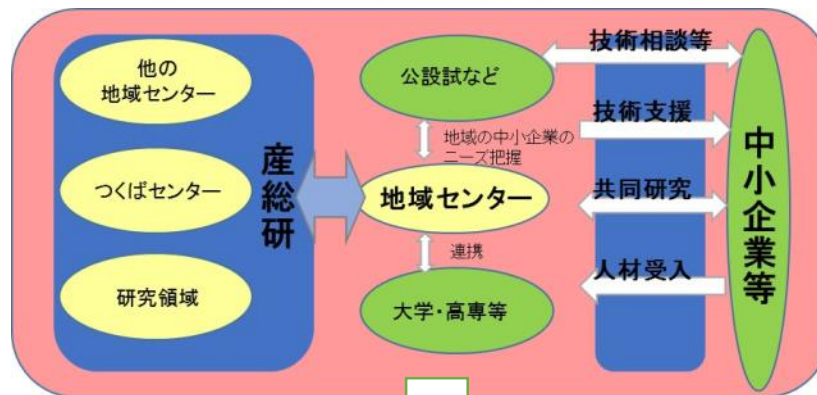 他の
地域センター
つくばセンター
研究領域
産総研
公設試など
地域の中小企業の
ニーズ把握
地域センター
連携
大学・高専等
技術相談等
技術支援
共同研究
人材受入
中小企業等